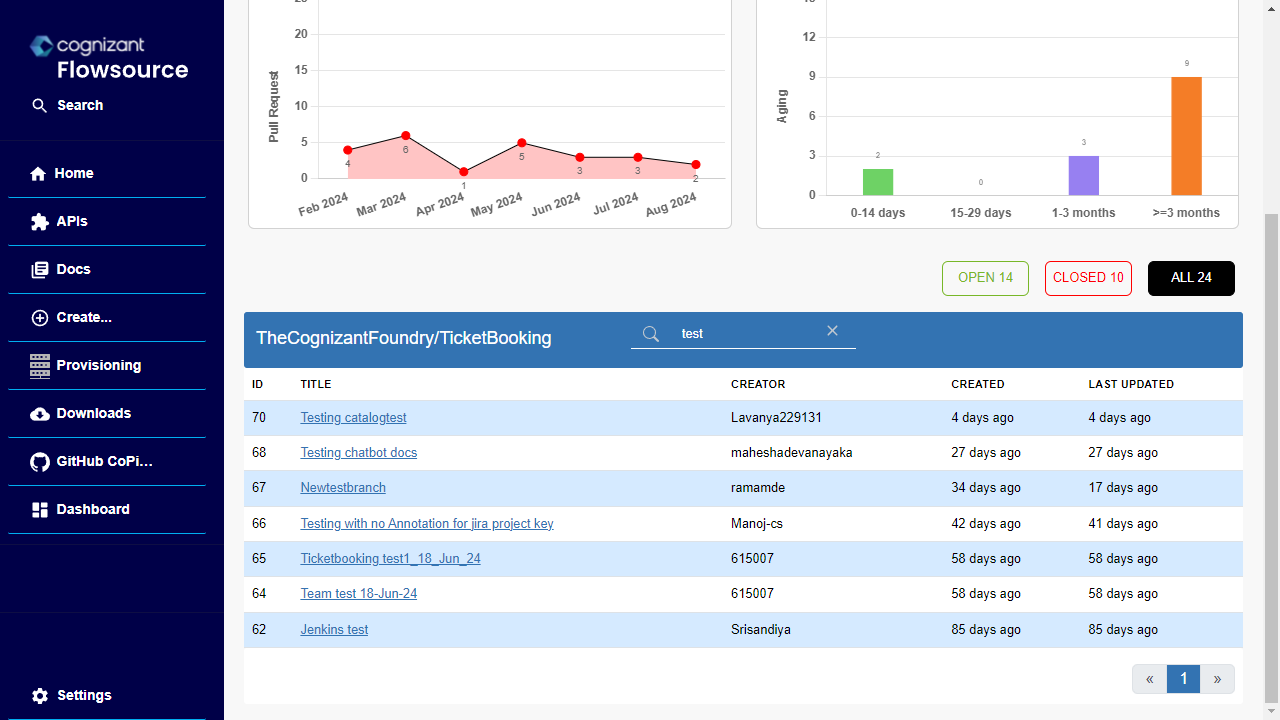 cognizant
Flowsource
Search
Home
APIs
Docs
Create...
Provisioning
Downloads
GitHub CoPi...
Dashboard
Settings
Pull Request
20
15
10
5
0
4
6
1
5
3
3
2
Feb 2024
Mar 2024
Apr 2024
May 2024
Jun 2024
Jul 2024
Aug 2024
Aging
12
9
6
3
0
2
0
3
9
0-14 days
15-29 days
1-3 months
>=3 months
OPEN 14
CLOSED 10
ALL 24
TheCognizantFoundry/TicketBooking
test
ID TITLE CREATOR CREATED LAST UPDATED
70 Testing catalogtest Lavanya229131 4 days ago 4 days ago
68 Testing chatbot docs maheshadevanayaka 27 days ago 27 days ago
67 Newtestbranch ramamde 34 days ago 17 days ago
66 Testing with no Annotation for jira project key Manoj-cs 42 days ago 41 days ago
65 Ticketbooking test1_18_Jun_24 615007 58 days ago 58 days ago
64 Team test 18-Jun-24 615007 58 days ago 58 days ago
62 Jenkins test Srisandiya 85 days ago 85 days ago
« 1 »